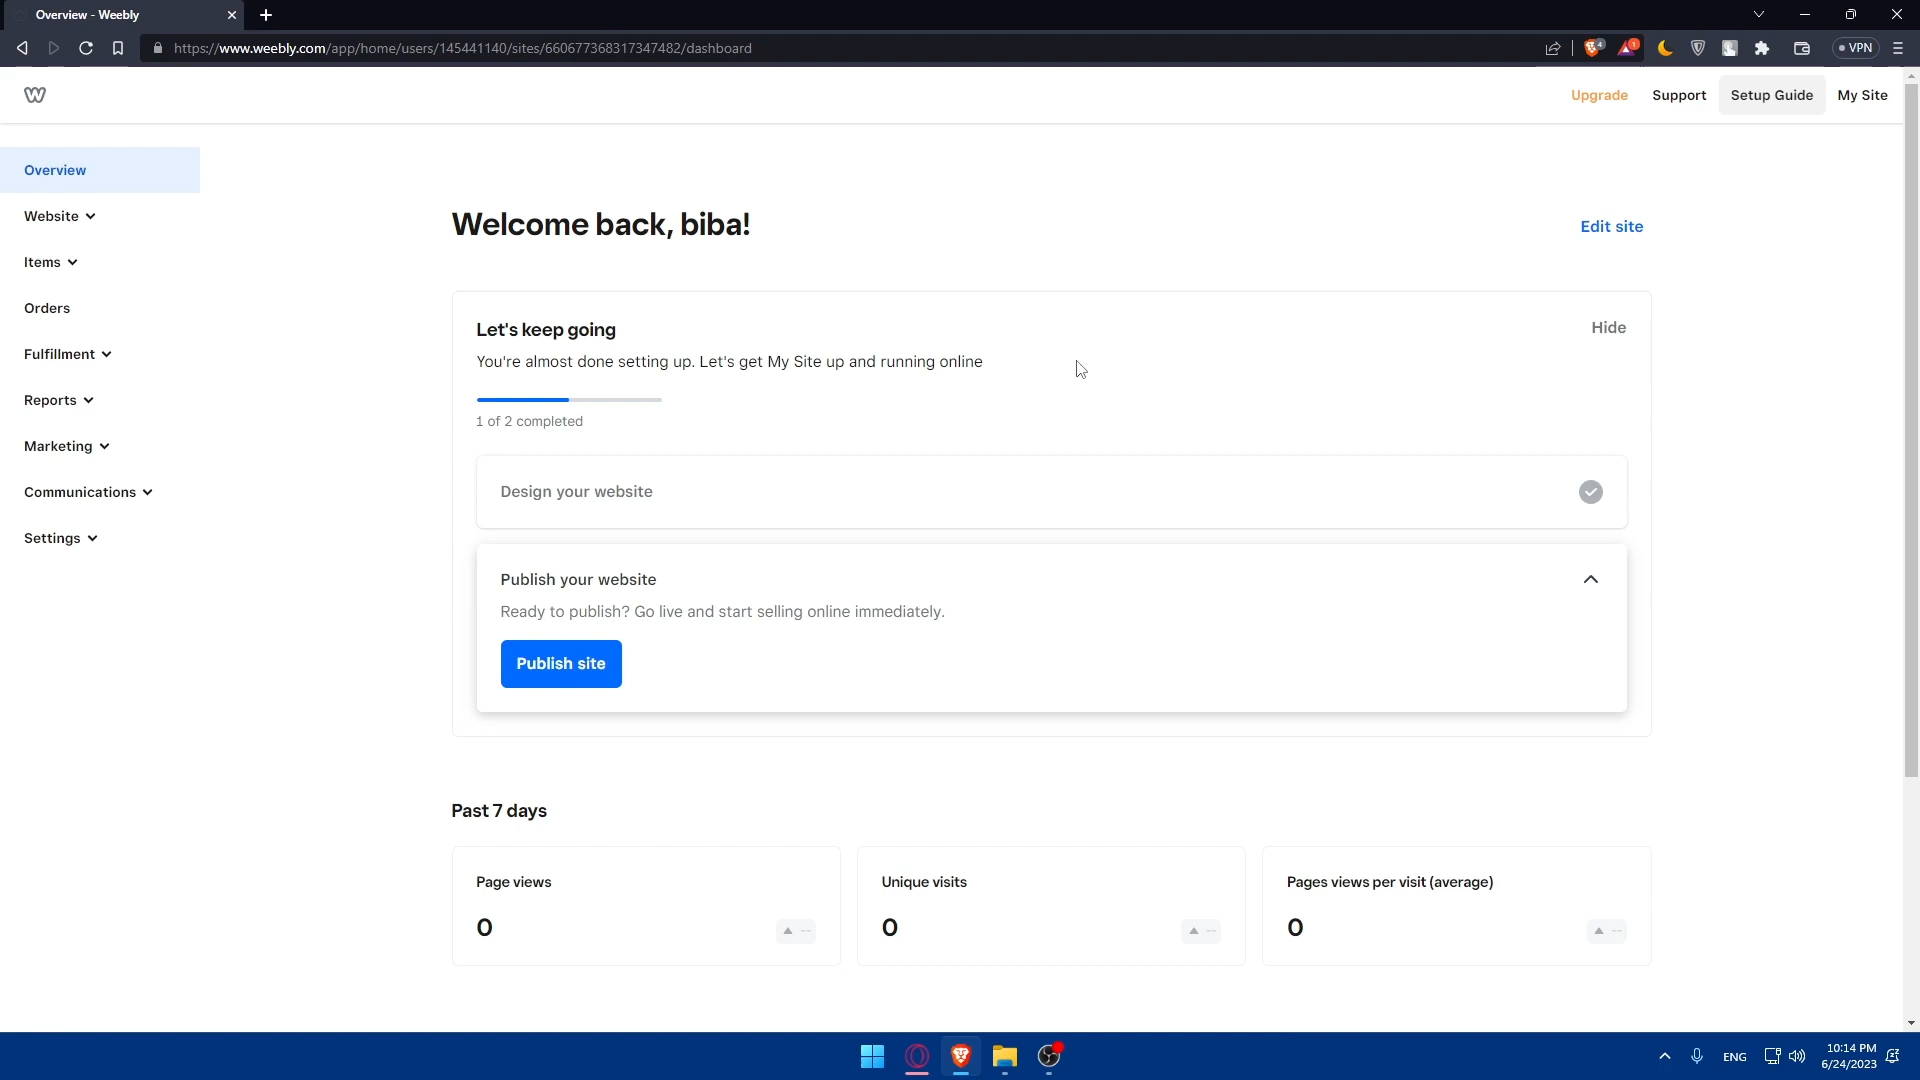 Overview - Weebly
https://www.weebly.com/app/home/users/145441140/sites/660677368317347482/dashboard
4
1
VPN
W
Upgrade
Support
Setup Guide
My Site
Overview
Website
Items
Orders
Fulfillment
Reports
Marketing
Communications
Settings
Welcome back, biba!
Edit site
Let's keep going
Hide
You're almost done setting up. Let's get My Site up and running online
1 of 2 completed
Design your website
Publish your website
Ready to publish? Go live and start selling online immediately.
Publish site
Past 7 days
Page views
0
--
Unique visits
0
--
Pages views per visit (average)
0
--
ENG
10:14 PM
6/24/2023